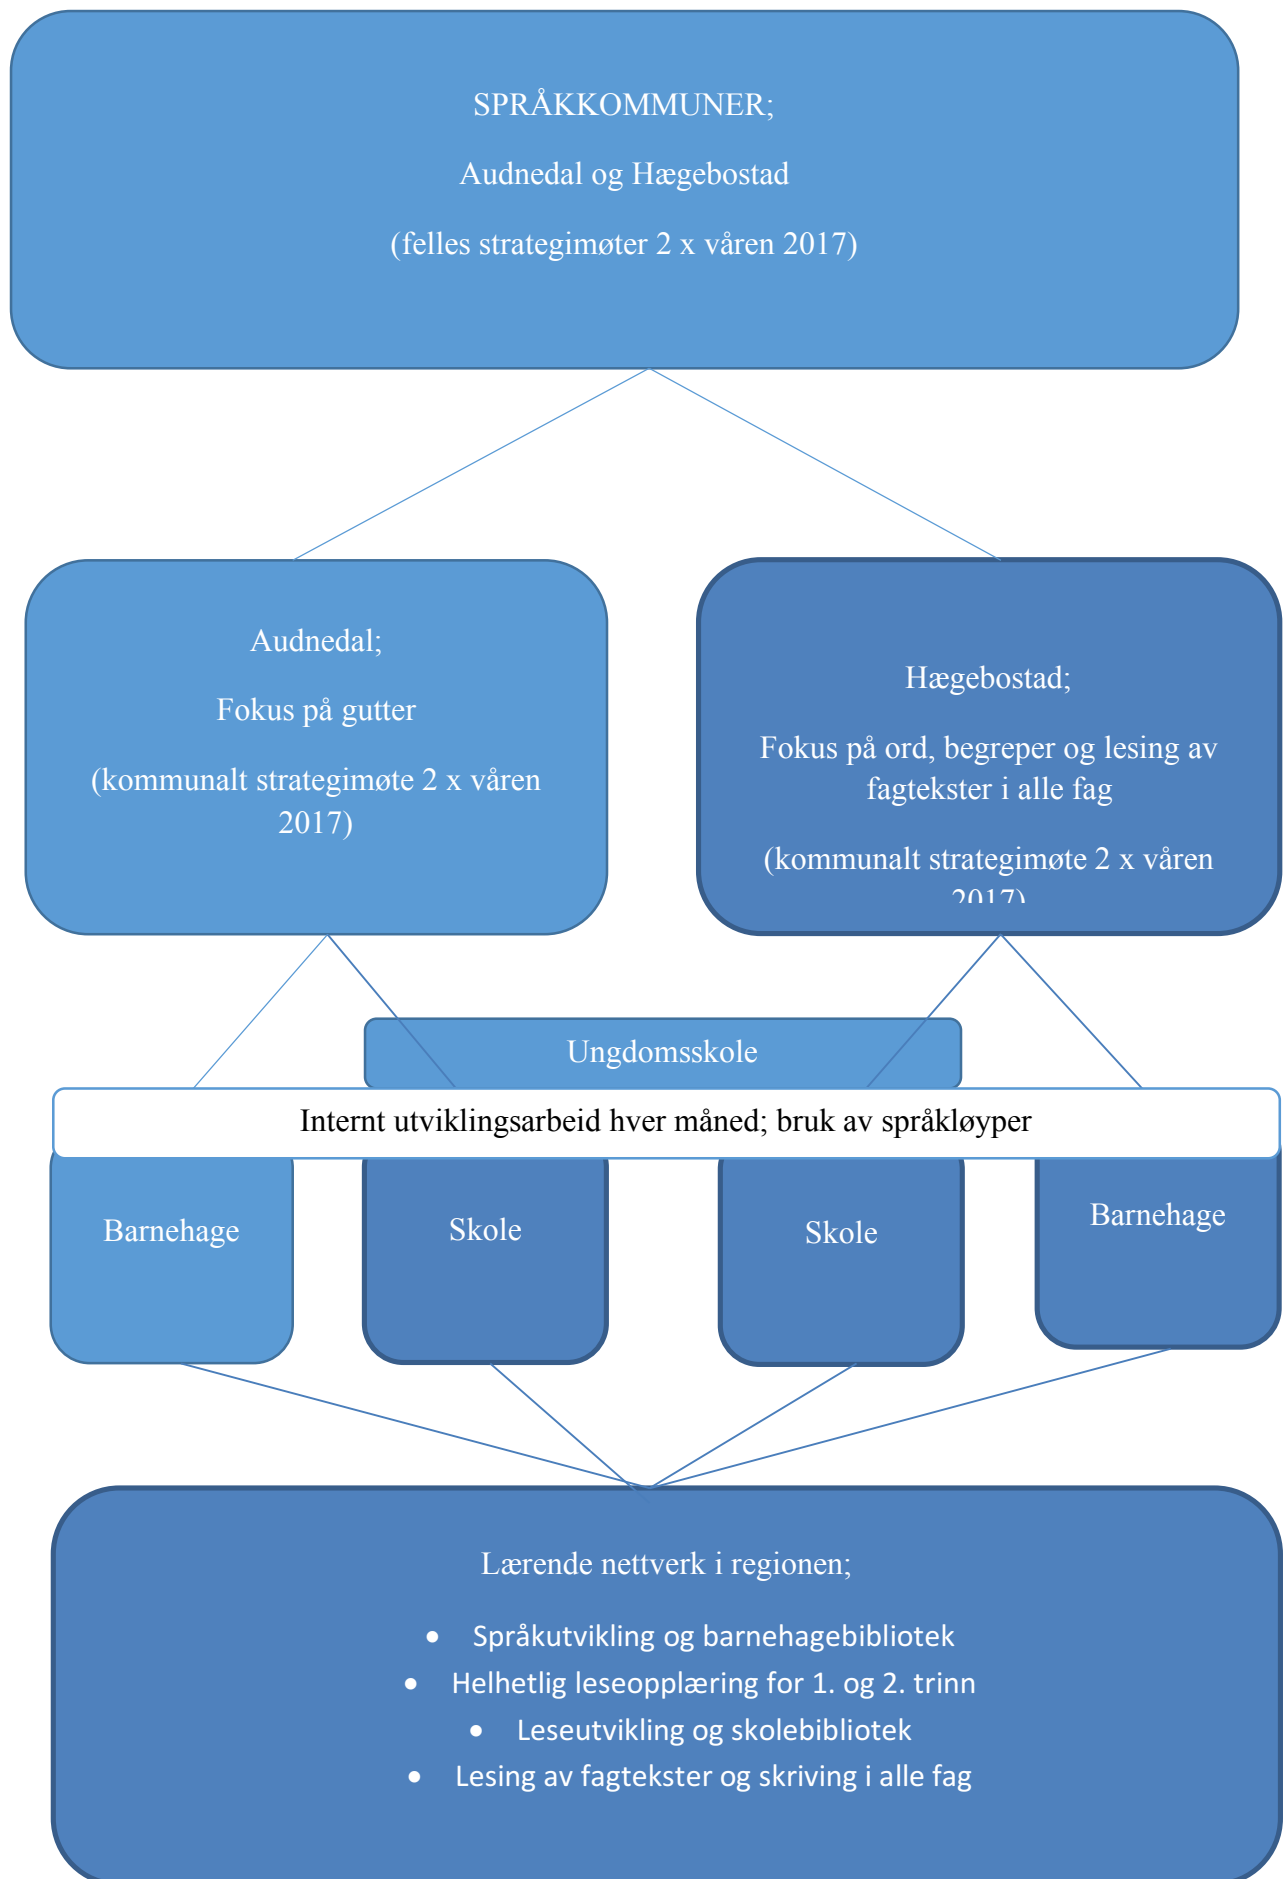 SPRÅKKOMMUNER;
Audnedal og Hægebostad
(felles strategimøter 2 x våren 2017)
Audnedal;
Fokus på gutter
(kommunalt strategimøte 2 x våren
2017)
Hægebostad;
Fokus på ord, begreper og lesing av
fagtekster i alle fag
(kommunalt strategimøte 2 x våren
2017)
Ungdomsskole
Internt utviklingsarbeid hver måned; bruk av språkløyper
Barnehage
Skole
Skole
Barnehage
Lærende nettverk i regionen;
• Språkutvikling og barnehagebibliotek
• Helhetlig leseopplæring for 1. og 2. trinn
• Leseutvikling og skolebibliotek
• Lesing av fagtekster og skriving i alle fag